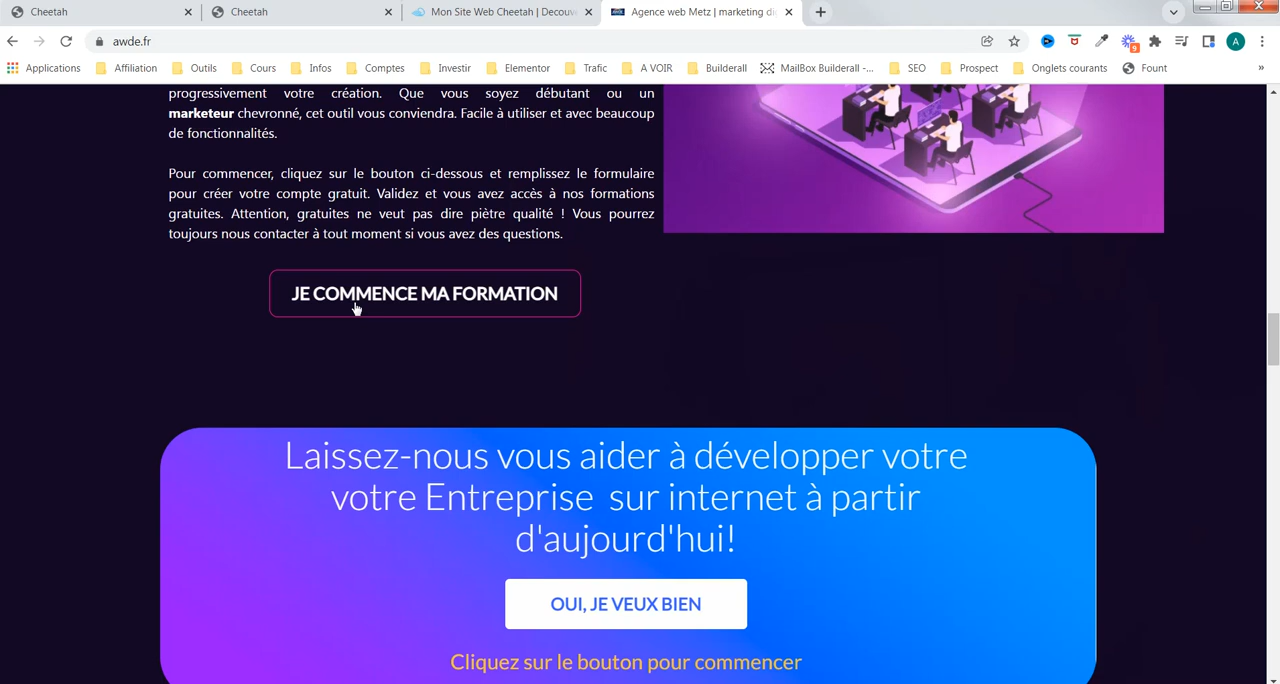 Cheetah
Cheetah
Mon Site Web Cheetah | Decouv
Agence web Metz | marketing di
awde.fr
9
A
Applications
Affiliation
Outils
Cours
Infos
Comptes
Investir
Elementor
Trafic
A VOIR
Builderall
MailBox Builderall -...
SEO
Prospect
Onglets courants
Fount
»
progressivement votre création. Que vous soyez débutant ou un
marketeur chevronné, cet outil vous conviendra. Facile à utiliser et avec beaucoup
de fonctionnalités.
Pour commencer, cliquez sur le bouton ci-dessous et remplissez le formulaire
pour créer votre compte gratuit. Validez et vous avez accès à nos formations
gratuites. Attention, gratuites ne veut pas dire piètre qualité ! Vous pourrez
toujours nous contacter à tout moment si vous avez des questions.
JE COMMENCE MA FORMATION
Laissez-nous vous aider à développer votre
votre Entreprise sur internet à partir
d'aujourd'hui!
OUI, JE VEUX BIEN
Cliquez sur le bouton pour commencer